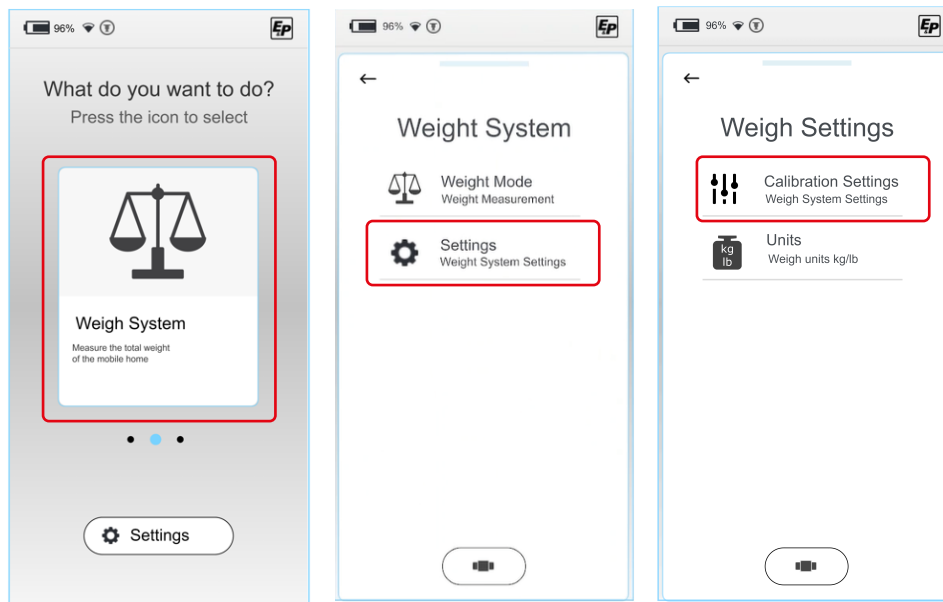 96%
EP
What do you want to do?
Press the icon to select
Weigh System
Measure the total weight
of the mobile home
Settings
96%
EP
Weight System
Weight Mode
Weight Measurement
Settings
Weight System Settings
96%
EP
Weigh Settings
Calibration Settings
Weigh System Settings
kg
lb
Units
Weigh units kg/lb